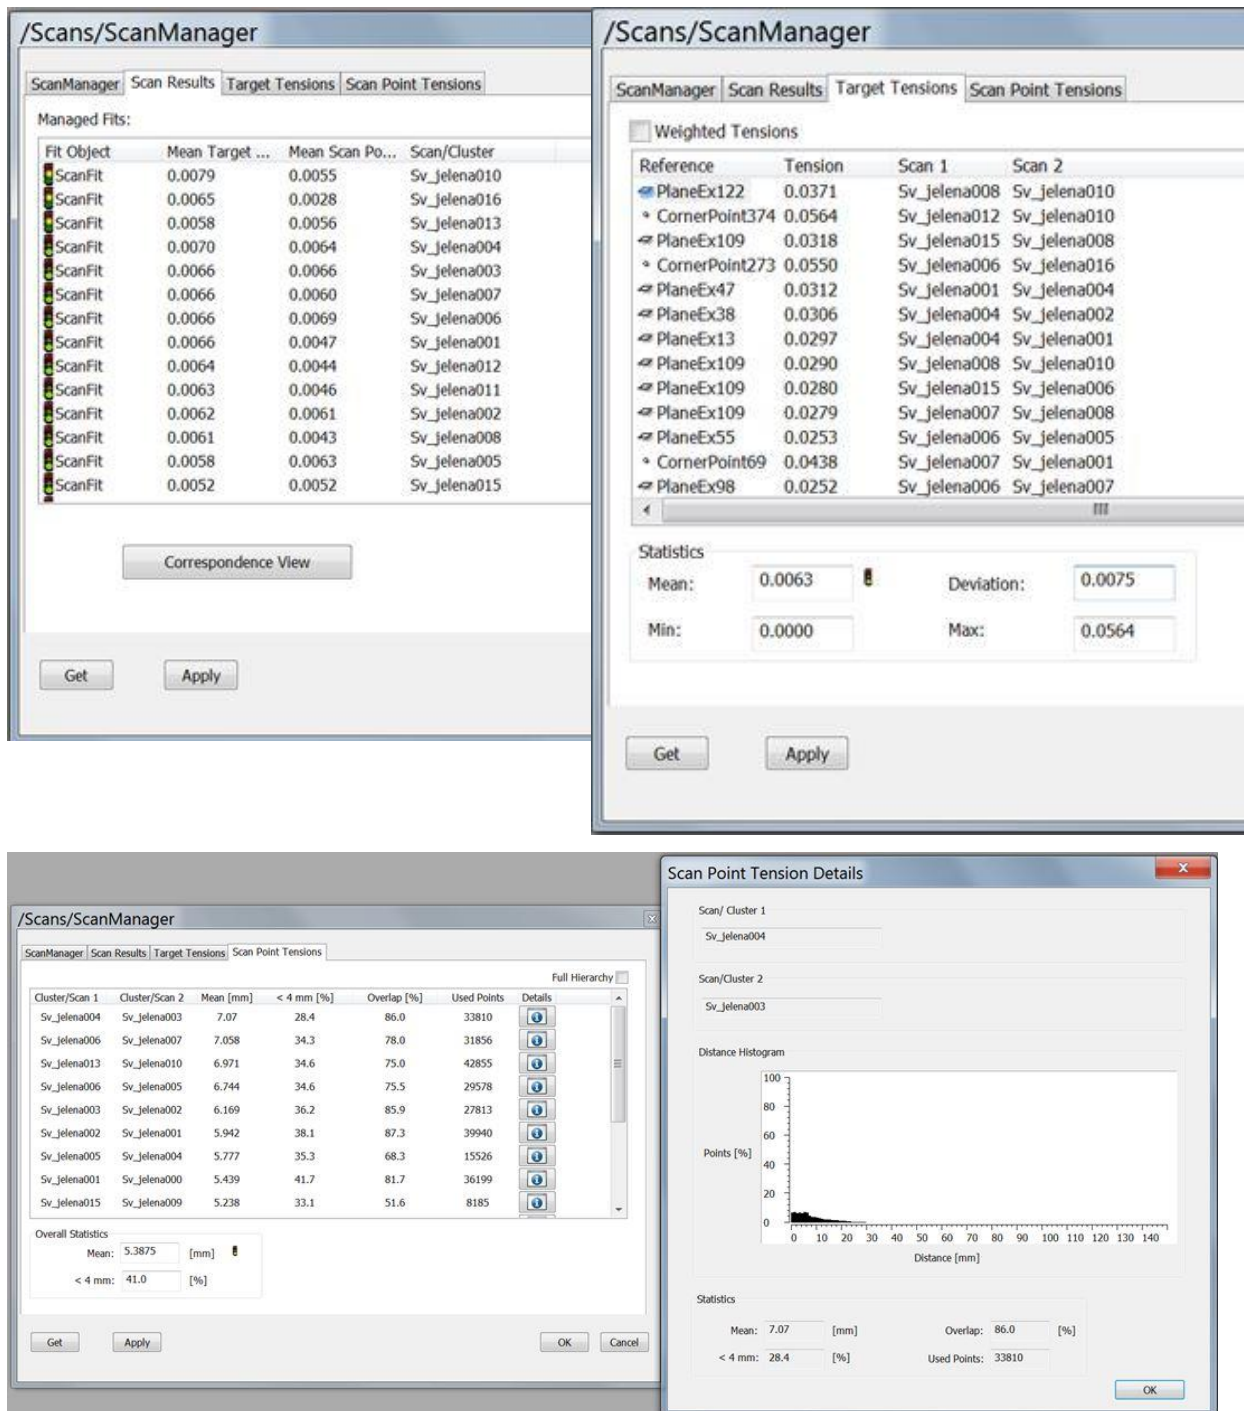 /Scans/ScanManager
ScanManager Scan Results Target Tensions Scan Point Tensions
Managed Fits:
Fit Object Mean Target ... Mean Scan Po... Scan/Cluster
ScanFit 0.0079 0.0055 Sv_jelena010
ScanFit 0.0065 0.0028 Sv_jelena016
ScanFit 0.0058 0.0056 Sv_jelena013
ScanFit 0.0070 0.0064 Sv_jelena004
ScanFit 0.0066 0.0066 Sv_jelena003
ScanFit 0.0066 0.0060 Sv_jelena007
ScanFit 0.0066 0.0069 Sv_jelena006
ScanFit 0.0066 0.0047 Sv_jelena001
ScanFit 0.0064 0.0044 Sv_jelena012
ScanFit 0.0063 0.0046 Sv_jelena011
ScanFit 0.0062 0.0061 Sv_jelena002
ScanFit 0.0061 0.0043 Sv_jelena008
ScanFit 0.0058 0.0063 Sv_jelena005
ScanFit 0.0052 0.0052 Sv_jelena015
Correspondence View
Get Apply
/Scans/ScanManager
ScanManager Scan Results Target Tensions Scan Point Tensions
Weighted Tensions
Reference Tension Scan 1 Scan 2
PlaneEx122 0.0371 Sv_jelena008 Sv_jelena010
CornerPoint374 0.0564 Sv_jelena012 Sv_jelena010
PlaneEx109 0.0318 Sv_jelena015 Sv_jelena008
CornerPoint273 0.0550 Sv_jelena006 Sv_jelena016
PlaneEx47 0.0312 Sv_jelena001 Sv_jelena004
PlaneEx38 0.0306 Sv_jelena004 Sv_jelena002
PlaneEx13 0.0297 Sv_jelena004 Sv_jelena001
PlaneEx109 0.0290 Sv_jelena008 Sv_jelena010
PlaneEx109 0.0280 Sv_jelena015 Sv_jelena006
PlaneEx109 0.0279 Sv_jelena007 Sv_jelena008
PlaneEx55 0.0253 Sv_jelena006 Sv_jelena005
CornerPoint69 0.0438 Sv_jelena007 Sv_jelena001
PlaneEx98 0.0252 Sv_jelena006 Sv_jelena007
Statistics
Mean: 0.0063 Deviation: 0.0075
Min: 0.0000 Max: 0.0564
Get Apply
/Scans/ScanManager
ScanManager Scan Results Target Tensions Scan Point Tensions
Full Hierarchy
Cluster/Scan 1 Cluster/Scan 2 Mean [mm] < 4 mm [%] Overlap [%] Used Points Details
Sv_jelena004 Sv_jelena003 7.07 28.4 86.0 33810
Sv_jelena006 Sv_jelena007 7.058 34.3 78.0 31856
Sv_jelena013 Sv_jelena010 6.971 34.6 75.0 42855
Sv_jelena006 Sv_jelena005 6.744 34.6 75.5 29578
Sv_jelena003 Sv_jelena002 6.169 36.2 85.9 27813
Sv_jelena002 Sv_jelena001 5.942 38.1 87.3 39940
Sv_jelena005 Sv_jelena004 5.777 35.3 68.3 15526
Sv_jelena001 Sv_jelena000 5.439 41.7 81.7 36199
Sv_jelena015 Sv_jelena009 5.238 33.1 51.6 8185
Overall Statistics
Mean: 5.3875 [mm]
< 4 mm: 41.0 [%]
Get Apply OK Cancel
Scan Point Tension Details
Scan/ Cluster 1
Sv_jelena004
Scan/Cluster 2
Sv_jelena003
Distance Histogram
100
80
60
Points [%]
40
20
0
0 10 20 30 40 50 60 70 80 90 100 110 120 130 140
Distance [mm]
Statistics
Mean: 7.07 [mm] Overlap: 86.0 [%]
< 4 mm: 28.4 [%] Used Points: 33810
OK